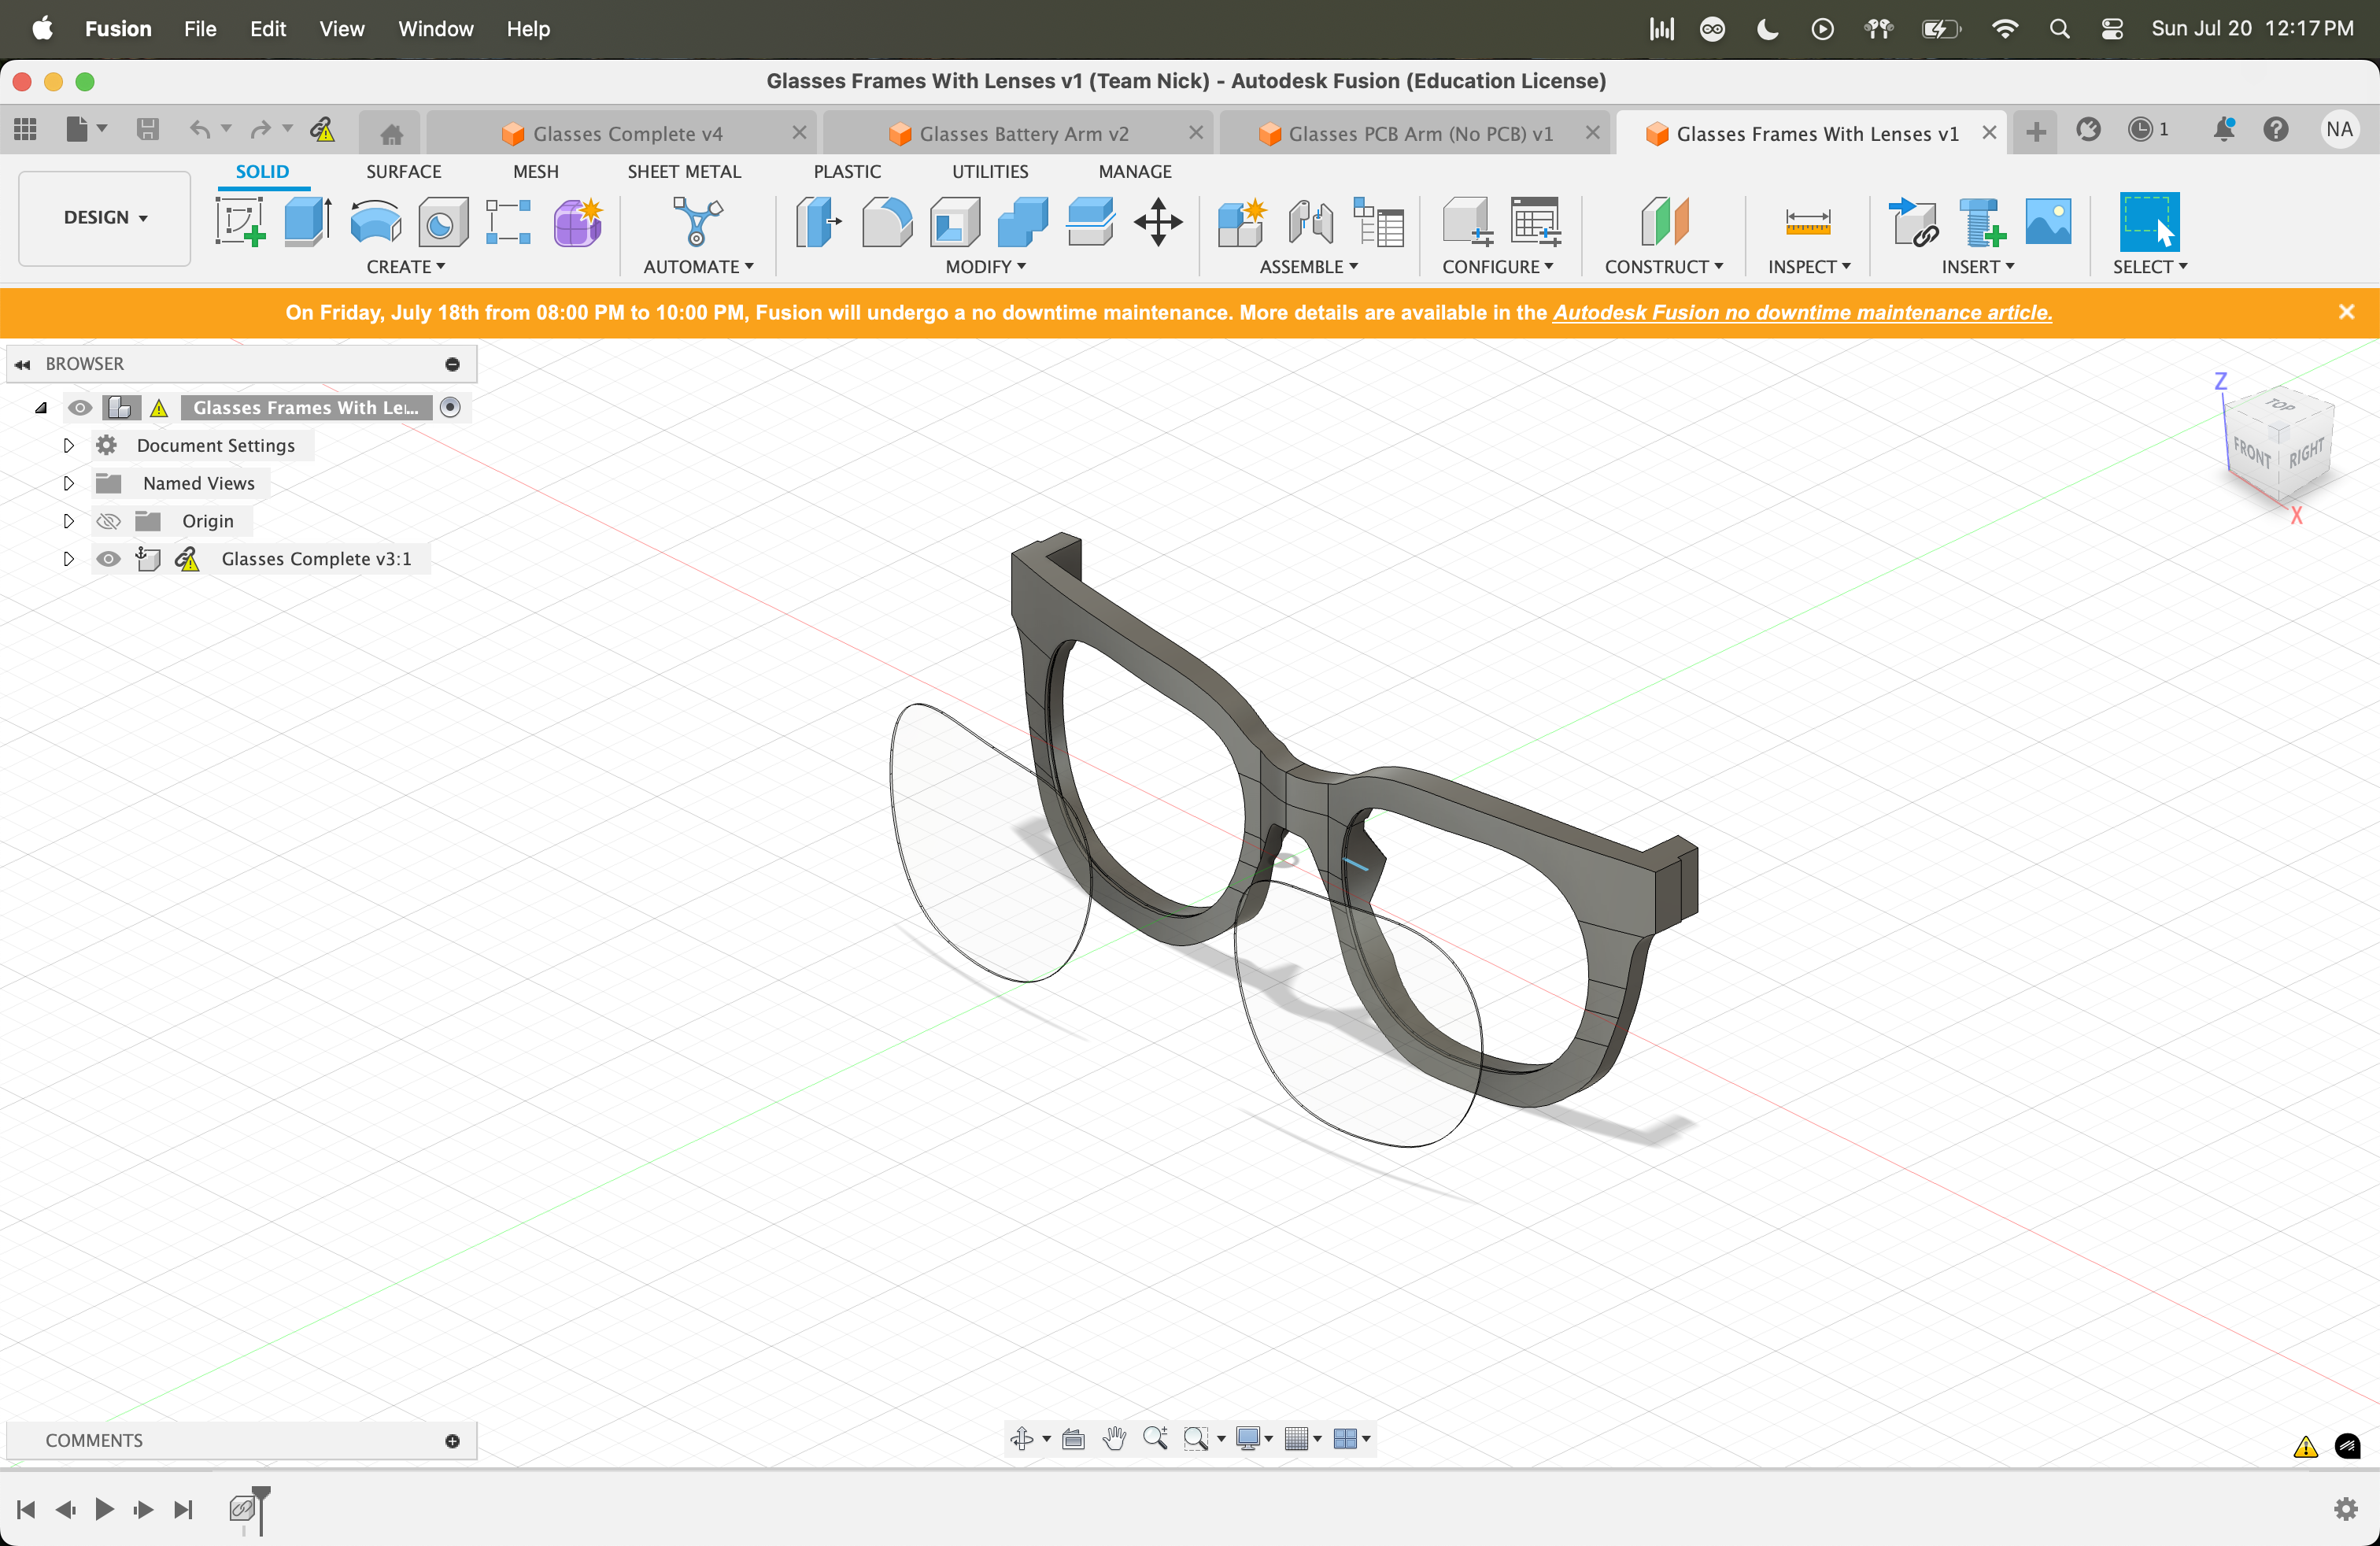 Fusion File Edit View Window Help Sun Jul 20 12:17 PM
Glasses Frames With Lenses v1 (Team Nick) - Autodesk Fusion (Education License)
Glasses Complete v4 Glasses Battery Arm v2 Glasses PCB Arm (No PCB) v1 Glasses Frames With Lenses v1 1 NA
SOLID SURFACE MESH SHEET METAL PLASTIC UTILITIES MANAGE
DESIGN
CREATE AUTOMATE MODIFY ASSEMBLE CONFIGURE CONSTRUCT INSPECT INSERT SELECT
On Friday, July 18th from 08:00 PM to 10:00 PM, Fusion will undergo a no downtime maintenance. More details are available in the Autodesk Fusion no downtime maintenance article.
BROWSER
Glasses Frames With Le...
Document Settings
Named Views
Origin
Glasses Complete v3:1
Z
TOP
FRONT RIGHT
X
COMMENTS